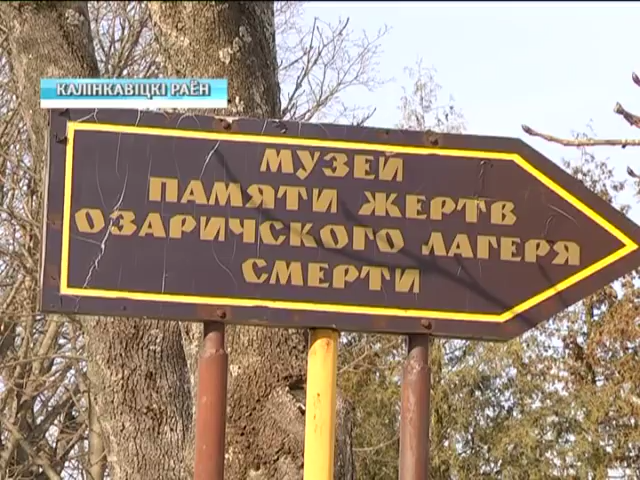 КАЛІНКАВІЦКІ РАЁН
МУЗЕЙ
ПАМЯТИ ЖЕРТВ
ОЗАРИЧСКОГО ЛАГЕРЯ
СМЕРТИ